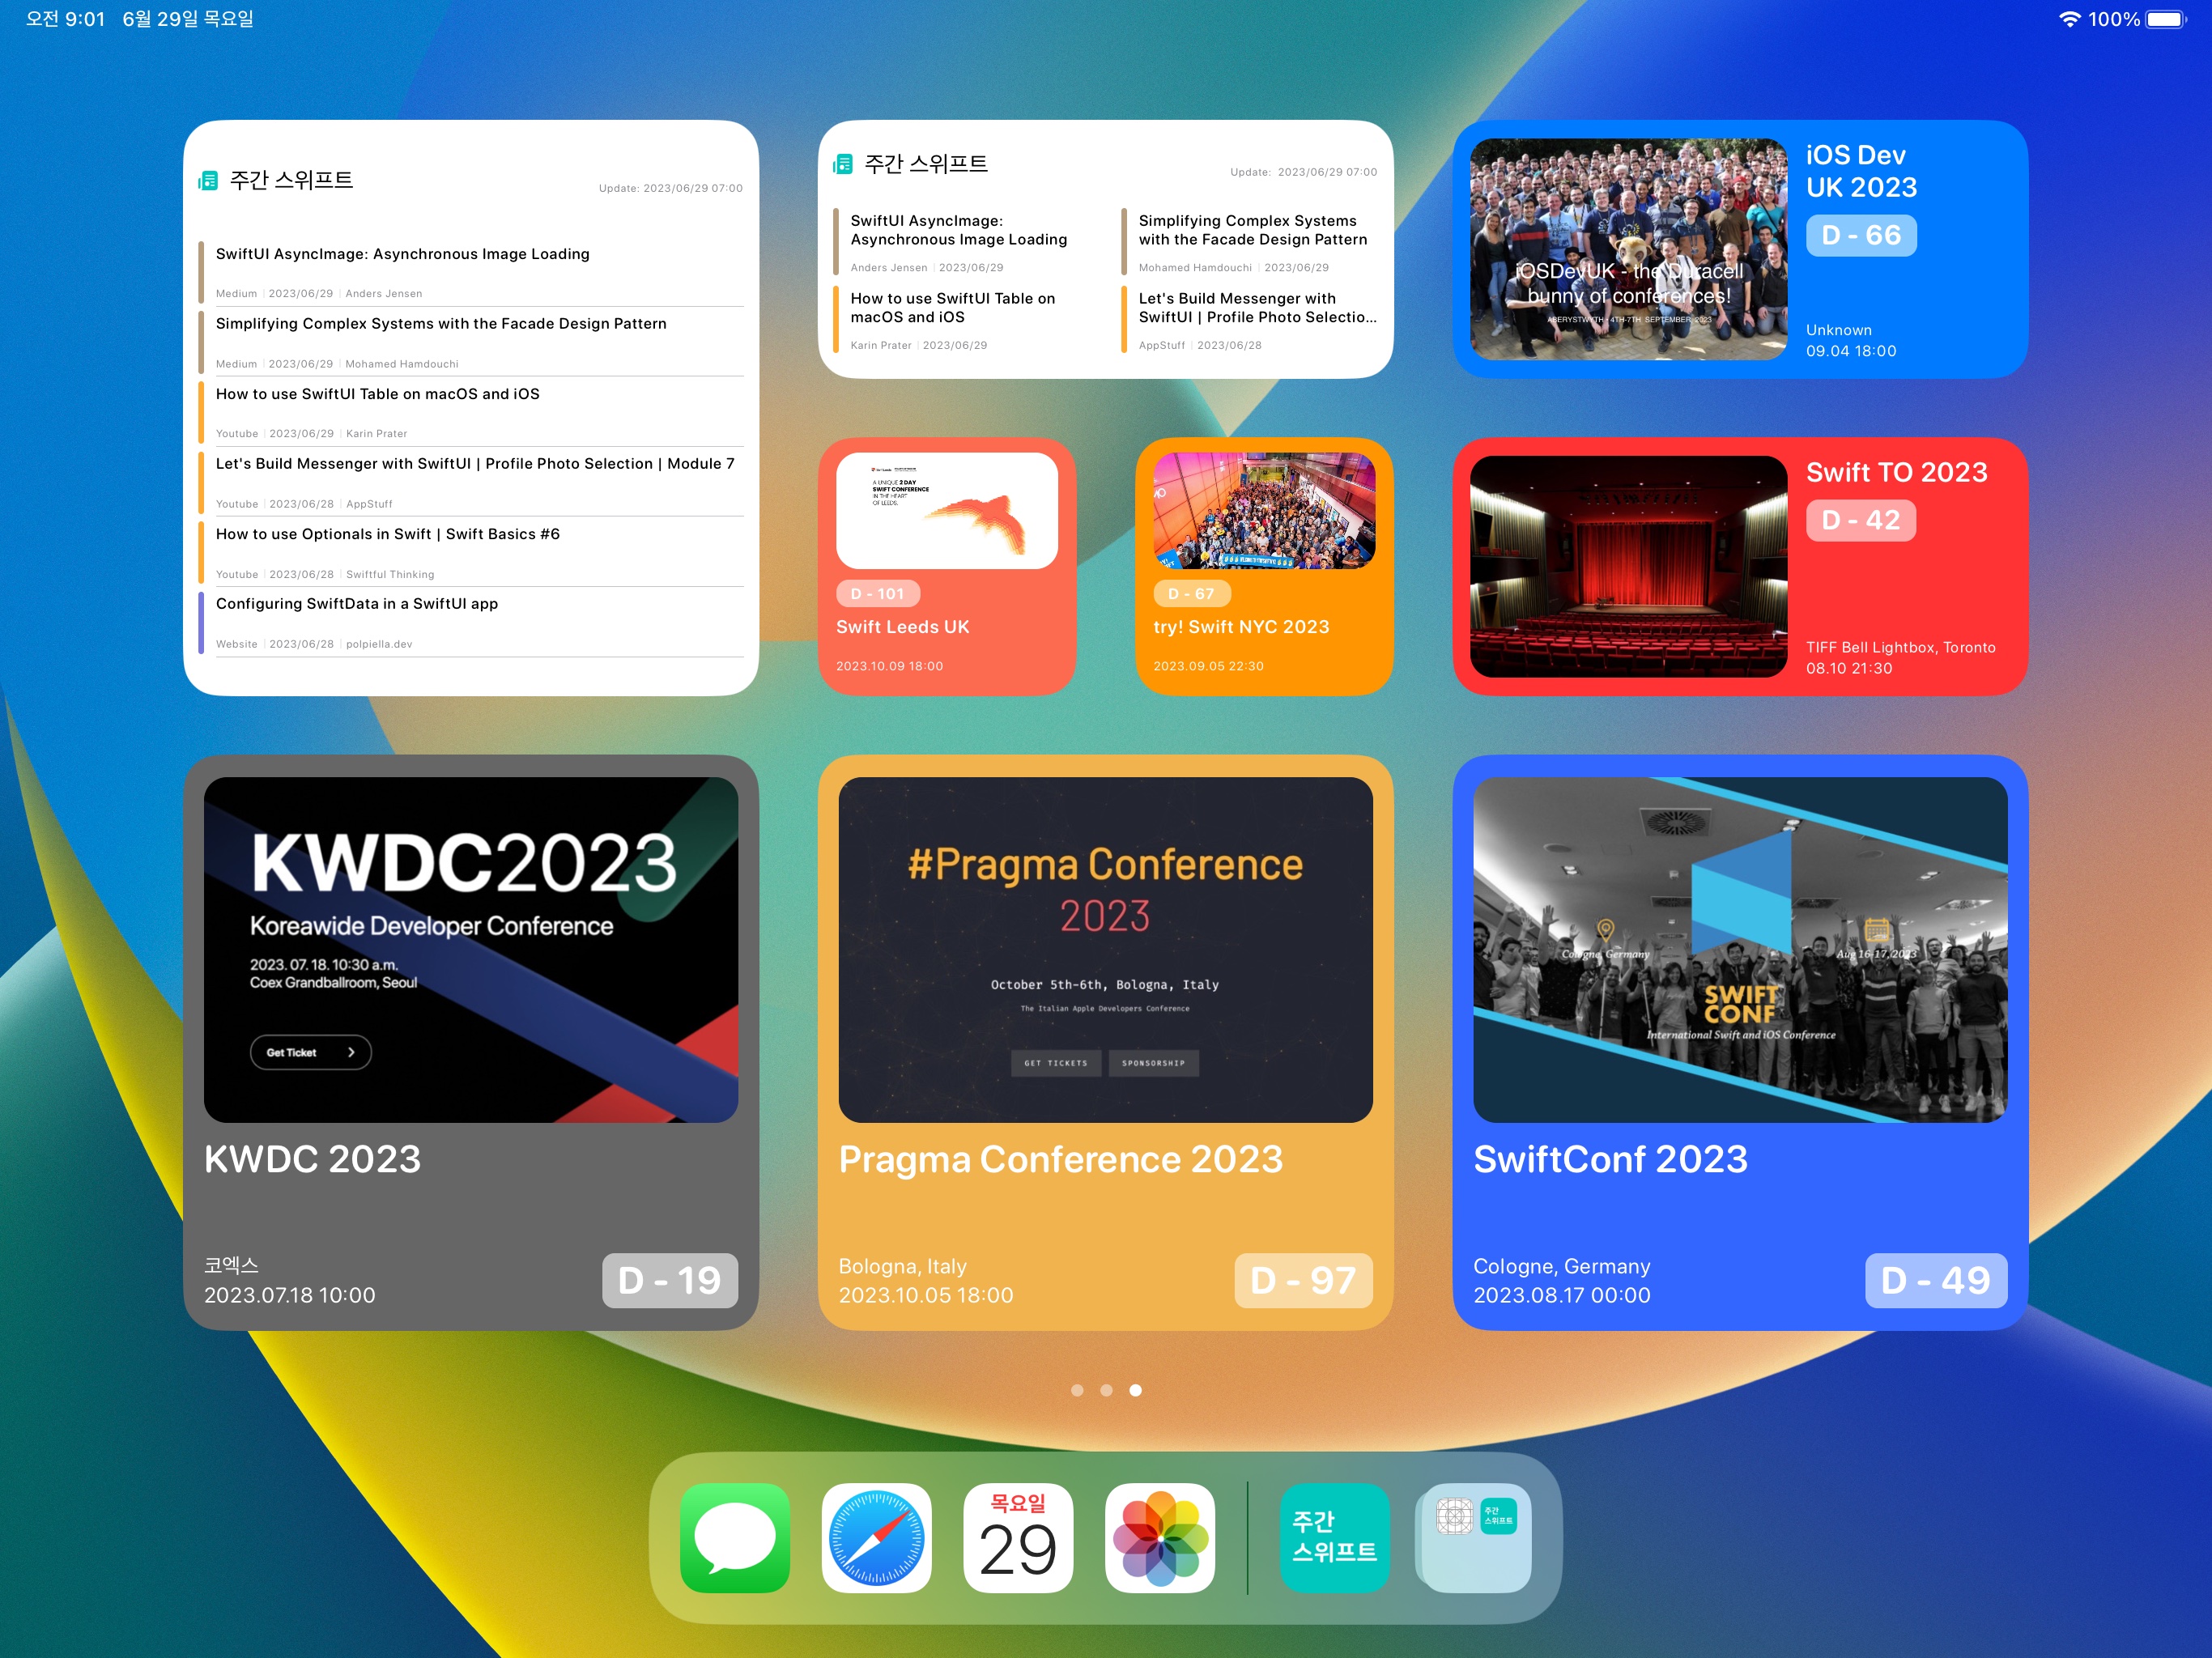 오전 9:01 6월 29일 목요일
100%
주간 스위프트
Update: 2023/06/29 07:00
SwiftUI AsyncImage: Asynchronous Image Loading
Medium | 2023/06/29 | Anders Jensen
Simplifying Complex Systems with the Facade Design Pattern
Medium | 2023/06/29 | Mohamed Hamdouchi
How to use SwiftUI Table on macOS and iOS
Youtube | 2023/06/29 | Karin Prater
Let's Build Messenger with SwiftUI | Profile Photo Selection | Module 7
Youtube | 2023/06/28 | AppStuff
How to use Optionals in Swift | Swift Basics #6
Youtube | 2023/06/28 | Swiftful Thinking
Configuring SwiftData in a SwiftUI app
Website | 2023/06/28 | polpiella.dev
주간 스위프트
Update: 2023/06/29 07:00
SwiftUI AsyncImage:
Asynchronous Image Loading
Anders Jensen | 2023/06/29
Simplifying Complex Systems
with the Facade Design Pattern
Mohamed Hamdouchi | 2023/06/29
How to use SwiftUI Table on
macOS and iOS
Karin Prater | 2023/06/29
Let's Build Messenger with
SwiftUI | Profile Photo Selectio...
AppStuff | 2023/06/28
iOSDevUK - the Duracell
bunny of conferences!
ABERYSTWYTH - 4TH-7TH SEPTEMBER, 2023
iOS Dev
UK 2023
D - 66
Unknown
09.04 18:00
A UNIQUE 2 DAY
SWIFT CONFERENCE
IN THE HEART
OF LEEDS.
D - 101
Swift Leeds UK
2023.10.09 18:00
D - 67
try! Swift NYC 2023
2023.09.05 22:30
Swift TO 2023
D - 42
TIFF Bell Lightbox, Toronto
08.10 21:30
KWDC2023
Koreawide Developer Conference
2023. 07. 18. 10:30 a.m.
Coex Grandballroom, Seoul
Get Ticket
KWDC 2023
코엑스
2023.07.18 10:00
D - 19
#Pragma Conference
2023
October 5th-6th, Bologna, Italy
The Italian Apple Developers Conference
GET TICKETS
SPONSORSHIP
Pragma Conference 2023
Bologna, Italy
2023.10.05 18:00
D - 97
Cologne, Germany
Aug 16-17, 2023
SWIFT
CONF
International Swift and iOS Conference
SwiftConf 2023
Cologne, Germany
2023.08.17 00:00
D - 49
목요일
29
주간
스위프트
주간
스위프트